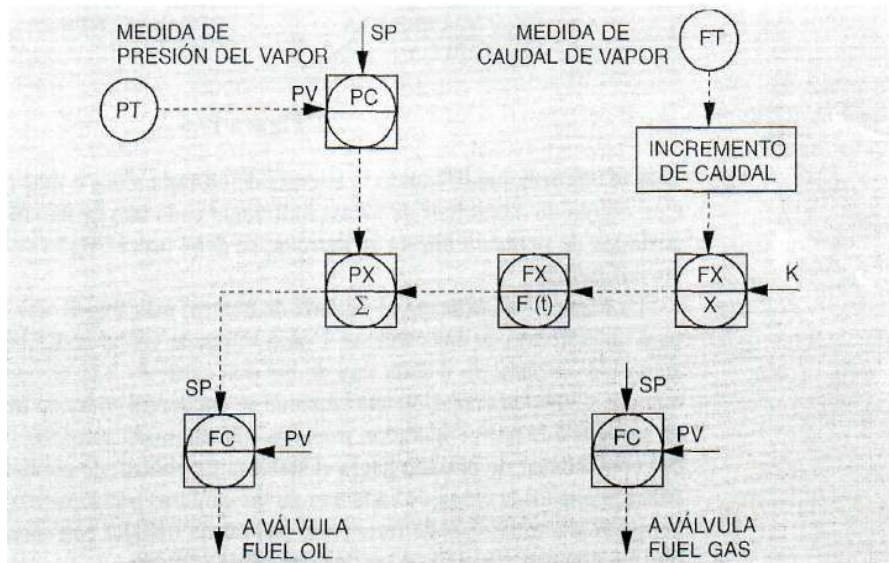 MEDIDA DE
PRESIÓN DEL VAPOR
SP
MEDIDA DE
CAUDAL DE VAPOR
FT
PT
PV
PC
INCREMENTO
DE CAUDAL
PX
Σ
FX
F (t)
FX
X
K
SP
FC
PV
SP
FC
PV
A VÁLVULA
FUEL OIL
A VÁLVULA
FUEL GAS